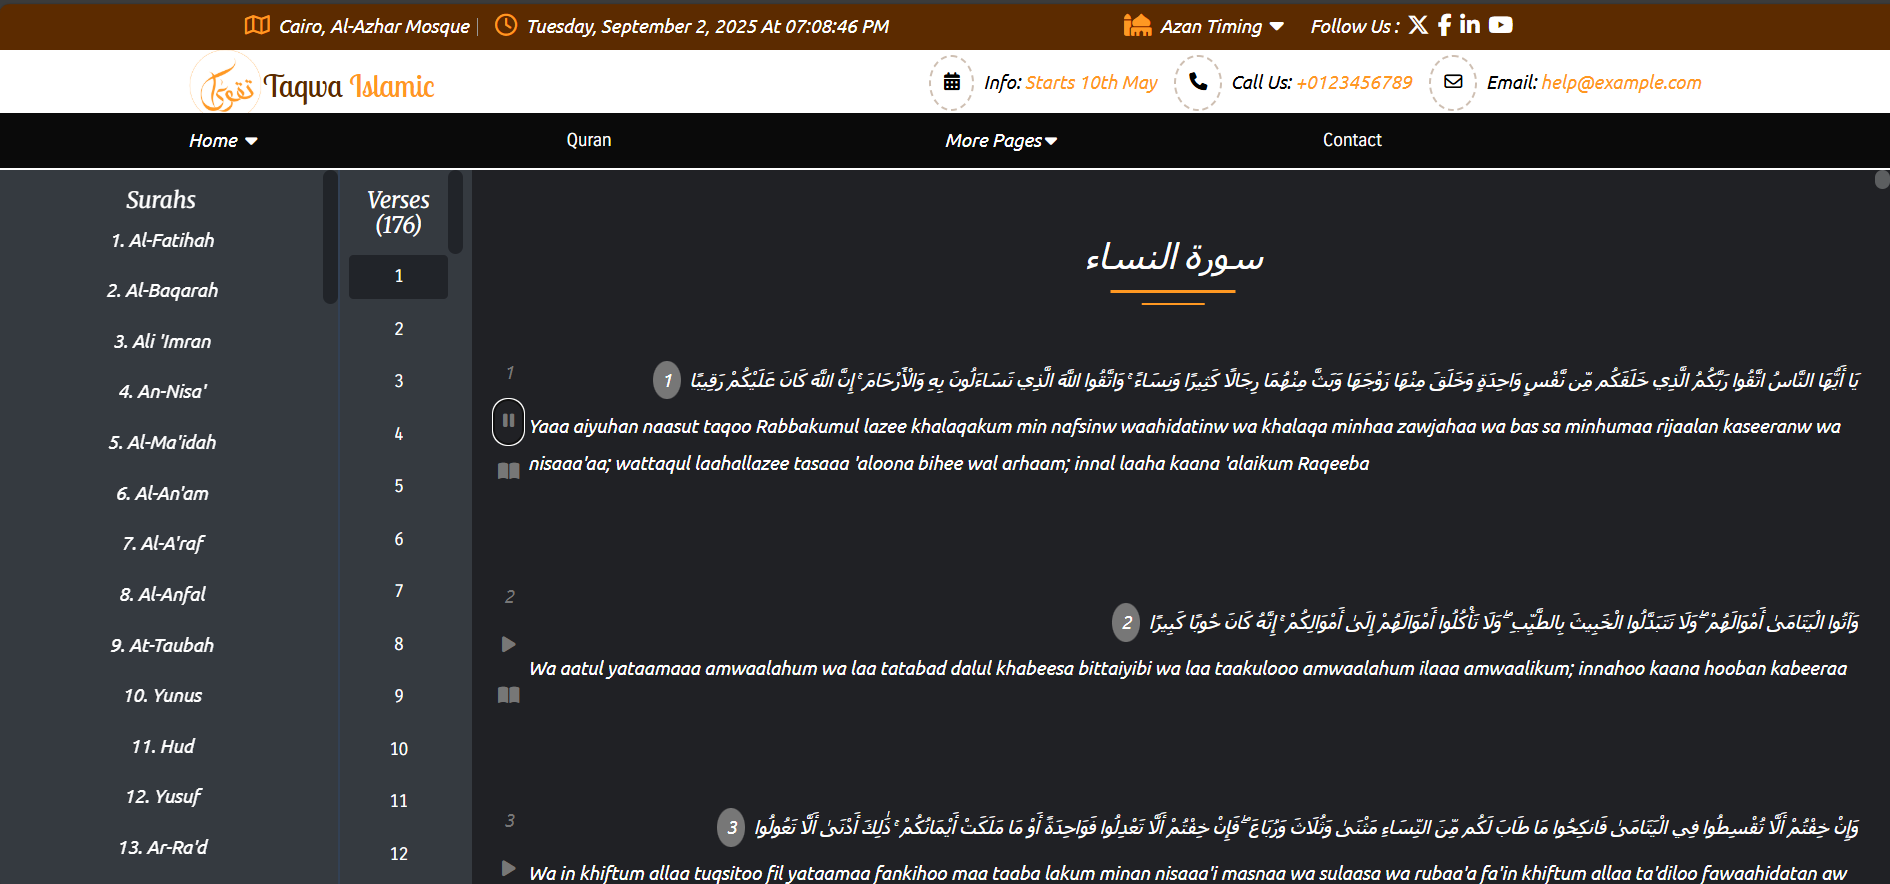 Cairo, Al-Azhar Mosque | Tuesday, September 2, 2025 At 07:08:46 PM
Azan Timing
Follow Us :
تقوى Taqwa Islamic
Info: Starts 10th May
Call Us: +0123456789
Email: help@example.com
Home
Quran
More Pages
Contact
Surahs
1. Al-Fatihah
2. Al-Baqarah
3. Ali 'Imran
4. An-Nisa'
5. Al-Ma'idah
6. Al-An'am
7. Al-A'raf
8. Al-Anfal
9. At-Taubah
10. Yunus
11. Hud
12. Yusuf
13. Ar-Ra'd
Verses
(176)
1
2
3
4
5
6
7
8
9
10
11
12
سورة النساء
1
يَا أَيُّهَا النَّاسُ اتَّقُوا رَبَّكُمُ الَّذِي خَلَقَكُم مِّن نَّفْسٍ وَاحِدَةٍ وَخَلَقَ مِنْهَا زَوْجَهَا وَبَثَّ مِنْهُمَا رِجَالًا كَثِيرًا وَنِسَاءً ۚ وَاتَّقُوا اللَّهَ الَّذِي تَسَاءَلُونَ بِهِ وَالْأَرْحَامَ ۚ إِنَّ اللَّهَ كَانَ عَلَيْكُمْ رَقِيبًا 1
Yaaa aiyuhan naasut taqoo Rabbakumul lazee khalaqakum min nafsinw waahidatinw wa khalaqa minhaa zawjahaa wa bas sa minhumaa rijaalan kaseeranw wa
nisaaa'aa; wattaqul laahallazee tasaaa 'aloona bihee wal arhaam; innal laaha kaana 'alaikum Raqeeba
2
وَآتُوا الْيَتَامَىٰ أَمْوَالَهُمْ ۖ وَلَا تَتَبَدَّلُوا الْخَبِيثَ بِالطَّيِّبِ ۖ وَلَا تَأْكُلُوا أَمْوَالَهُمْ إِلَىٰ أَمْوَالِكُمْ ۚ إِنَّهُ كَانَ حُوبًا كَبِيرًا 2
Wa aatul yataamaaa amwaalahum wa laa tatabad dalul khabeesa bittaiyibi wa laa taakulooo amwaalahum ilaaa amwaalikum; innahoo kaana hooban kabeeraa
3
وَإِنْ خِفْتُمْ أَلَّا تُقْسِطُوا فِي الْيَتَامَىٰ فَانكِحُوا مَا طَابَ لَكُم مِّنَ النِّسَاءِ مَثْنَىٰ وَثُلَاثَ وَرُبَاعَ ۖ فَإِنْ خِفْتُمْ أَلَّا تَعْدِلُوا فَوَاحِدَةً أَوْ مَا مَلَكَتْ أَيْمَانُكُمْ ۚ ذَٰلِكَ أَدْنَىٰ أَلَّا تَعُولُوا 3
Wa in khiftum allaa tuqsitoo fil yataamaa fankihoo maa taaba lakum minan nisaaa'i masnaa wa sulaasa wa rubaa'a fa'in khiftum allaa ta'diloo fawaahidatan aw